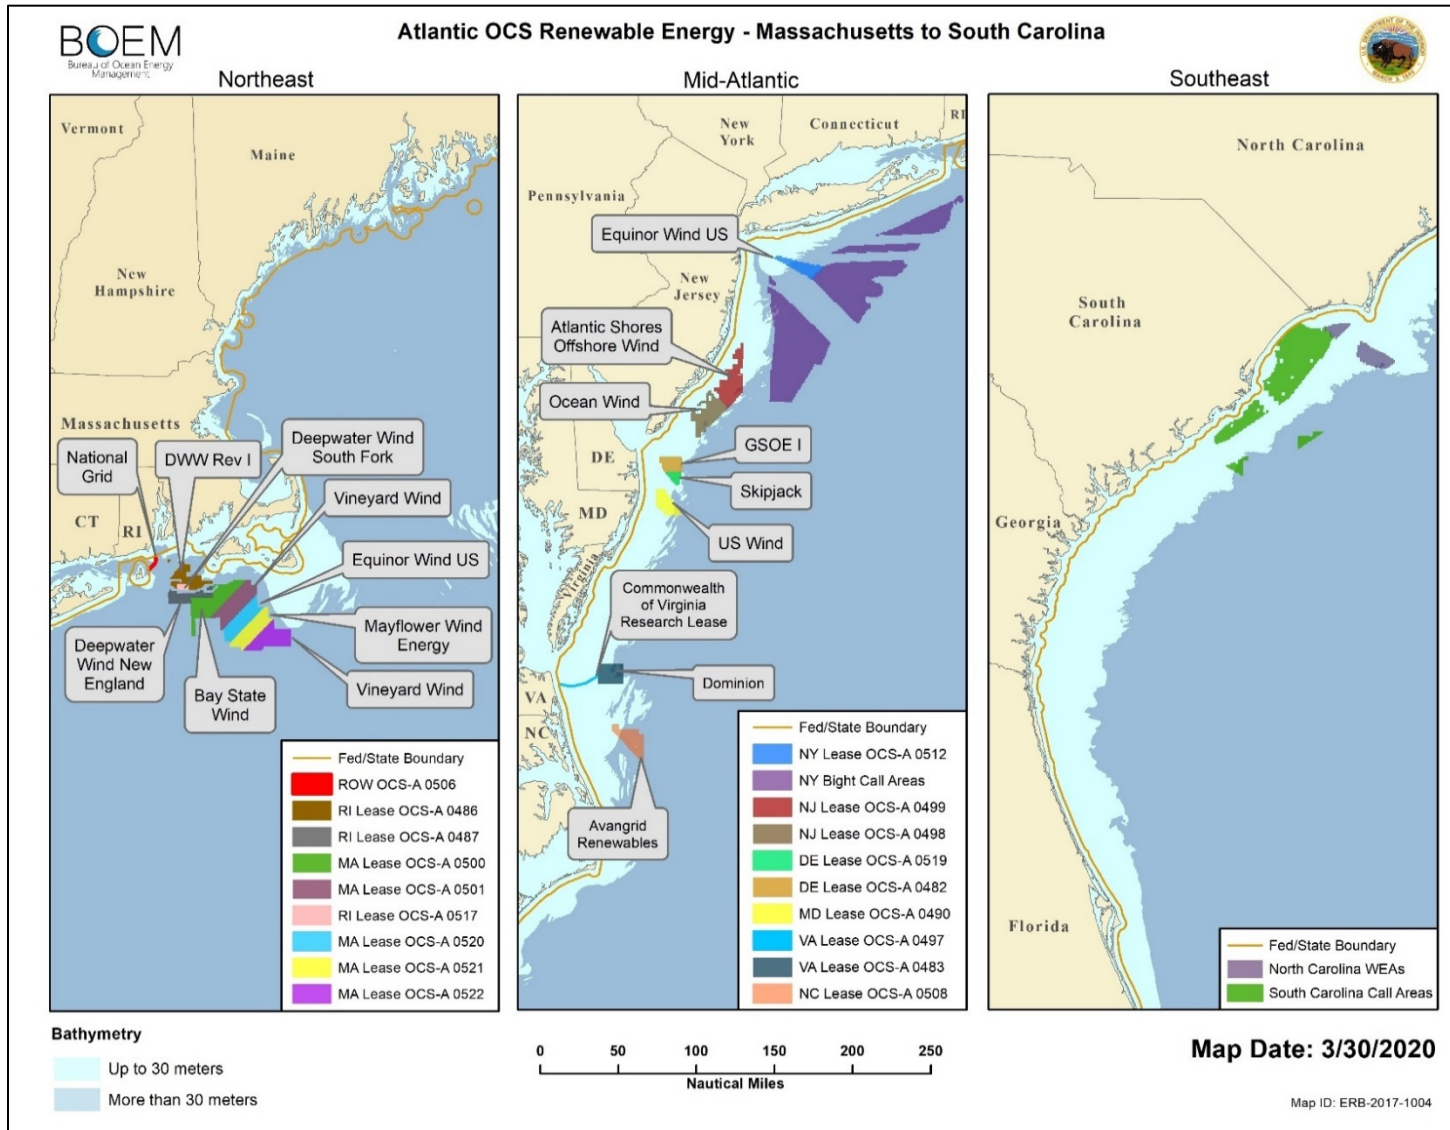 BOEM
Bureau of Ocean Energy
Management
Atlantic OCS Renewable Energy - Massachusetts to South Carolina
Northeast
Vermont
Maine
New
Hampshire
Massachusetts
National
Grid
DWW Rev I
Deepwater Wind
South Fork
Vineyard Wind
CT
RI
Equinor Wind US
Mayflower Wind
Energy
Deepwater
Wind New
England
Bay State
Wind
Vineyard Wind
Fed/State Boundary
ROW OCS-A 0506
RI Lease OCS-A 0486
RI Lease OCS-A 0487
MA Lease OCS-A 0500
MA Lease OCS-A 0501
RI Lease OCS-A 0517
MA Lease OCS-A 0520
MA Lease OCS-A 0521
MA Lease OCS-A 0522
Mid-Atlantic
New
York
Connecticut
RI
Pennsylvania
Equinor Wind US
New
Jersey
Atlantic Shores
Offshore Wind
Ocean Wind
DE
GSOE I
Skipjack
MD
US Wind
Virginia
Commonwealth
of Virginia
Research Lease
Dominion
VA
NC
Avangrid
Renewables
Fed/State Boundary
NY Lease OCS-A 0512
NY Bight Call Areas
NJ Lease OCS-A 0499
NJ Lease OCS-A 0498
DE Lease OCS-A 0519
DE Lease OCS-A 0482
MD Lease OCS-A 0490
VA Lease OCS-A 0497
VA Lease OCS-A 0483
NC Lease OCS-A 0508
Southeast
North Carolina
South
Carolina
Georgia
Florida
Fed/State Boundary
North Carolina WEAs
South Carolina Call Areas
Bathymetry
Up to 30 meters
More than 30 meters
0 50 100 150 200 250
Nautical Miles
Map Date: 3/30/2020
Map ID: ERB-2017-1004